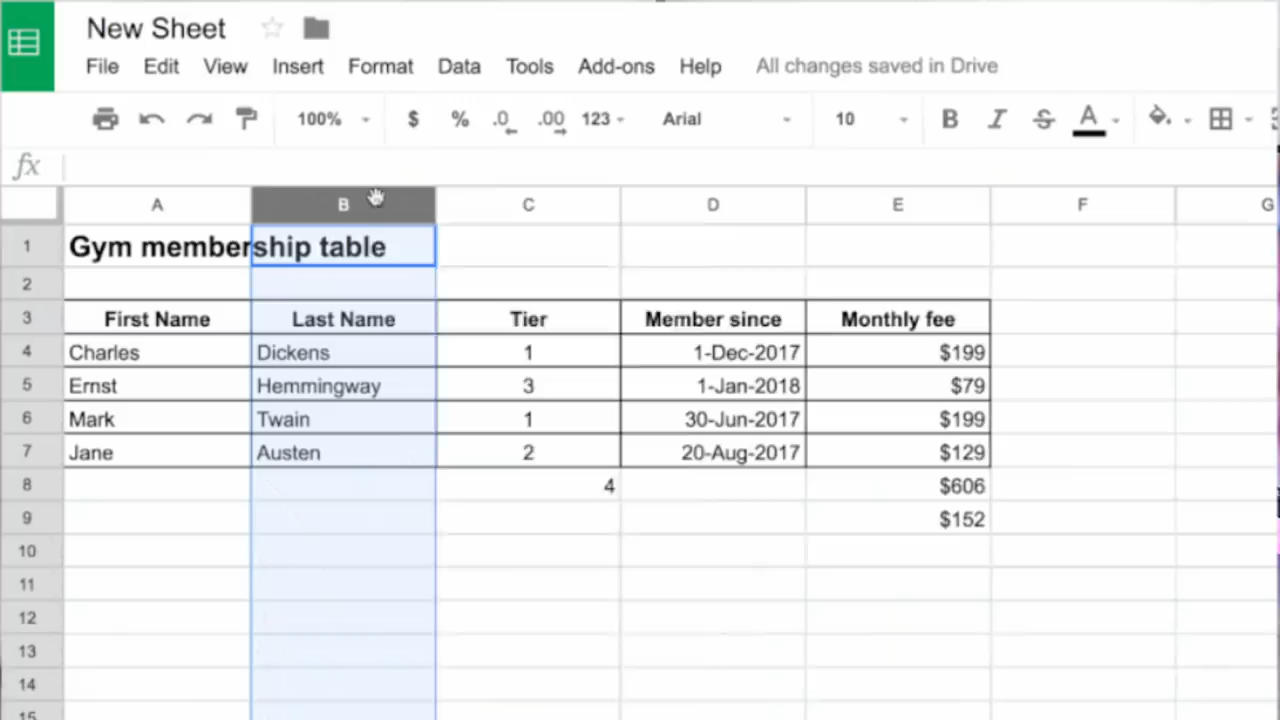 New Sheet
File Edit View Insert Format Data Tools Add-ons Help All changes saved in Drive
100% $ % .0 .00 123 Arial 10 B I S A
fx
A B C D E F G
1 Gym membership table
2
3 First Name Last Name Tier Member since Monthly fee
4 Charles Dickens 1 1-Dec-2017 $199
5 Ernst Hemmingway 3 1-Jan-2018 $79
6 Mark Twain 1 30-Jun-2017 $199
7 Jane Austen 2 20-Aug-2017 $129
8 4 $606
9 $152
10
11
12
13
14
15